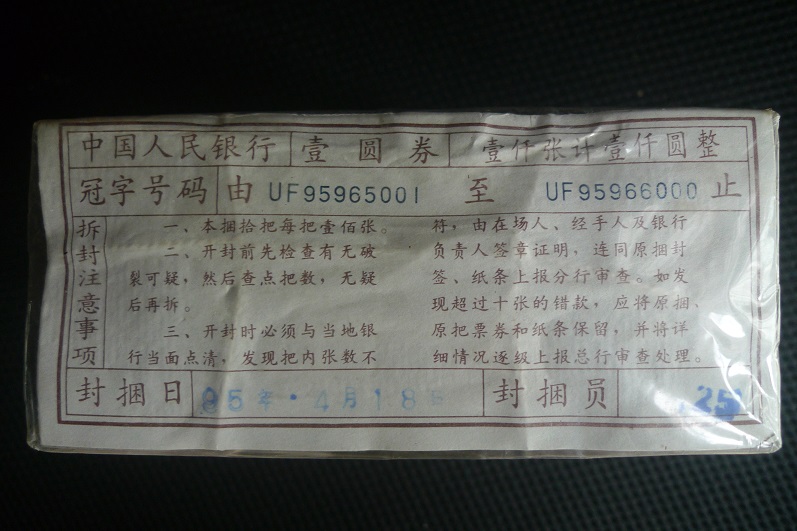 中国人民银行 壹圆券 壹仟张计壹仟圆整
冠字号码 由 UF95965001 至 UF95966000 止
拆封注意事项
一、本捆拾把每把壹佰张。
二、开封前先检查有无破
裂可疑，然后查点把数，无疑
后再拆。
三、开封时必须与当地银
行当面点清，发现把内张数不
符，由在场人、经手人及银行
负责人签章证明，连同原捆封
签、纸条上报分行审查。如发
现超过十张的错款，应将原捆、
原把票券和纸条保留，并将详
细情况逐级上报总行审查处理。
封捆日 95年·4月18日 封捆员 25